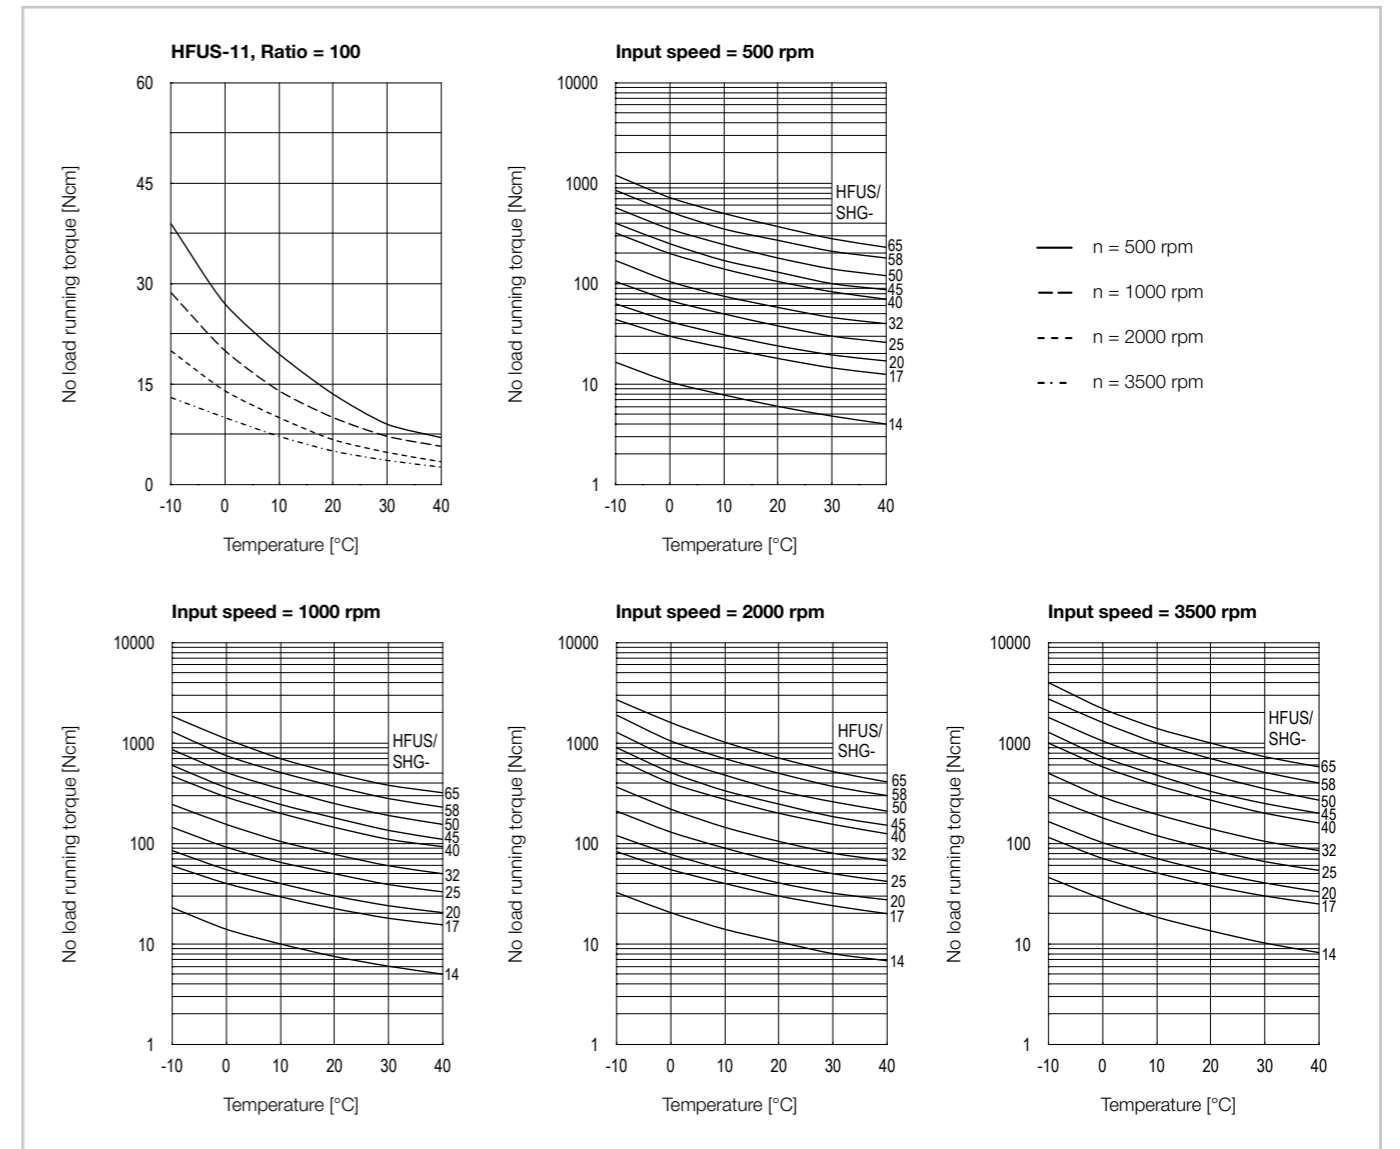 HFUS-11, Ratio = 100
No load running torque [Ncm]
60
45
30
15
0
-10 0 10 20 30 40
Temperature [°C]
Input speed = 500 rpm
No load running torque [Ncm]
10000
1000
100
10
1
HFUS/
SHG-
65
58
50
45
40
32
25
20
17
14
-10 0 10 20 30 40
Temperature [°C]
n = 500 rpm
n = 1000 rpm
n = 2000 rpm
n = 3500 rpm
Input speed = 1000 rpm
No load running torque [Ncm]
10000
1000
100
10
1
HFUS/
SHG-
65
58
50
45
40
32
25
20
17
14
-10 0 10 20 30 40
Temperature [°C]
Input speed = 2000 rpm
No load running torque [Ncm]
10000
1000
100
10
1
HFUS/
SHG-
65
58
50
45
40
32
25
20
17
14
-10 0 10 20 30 40
Temperature [°C]
Input speed = 3500 rpm
No load running torque [Ncm]
10000
1000
100
10
1
HFUS/
SHG-
65
58
50
45
40
32
25
20
17
14
-10 0 10 20 30 40
Temperature [°C]